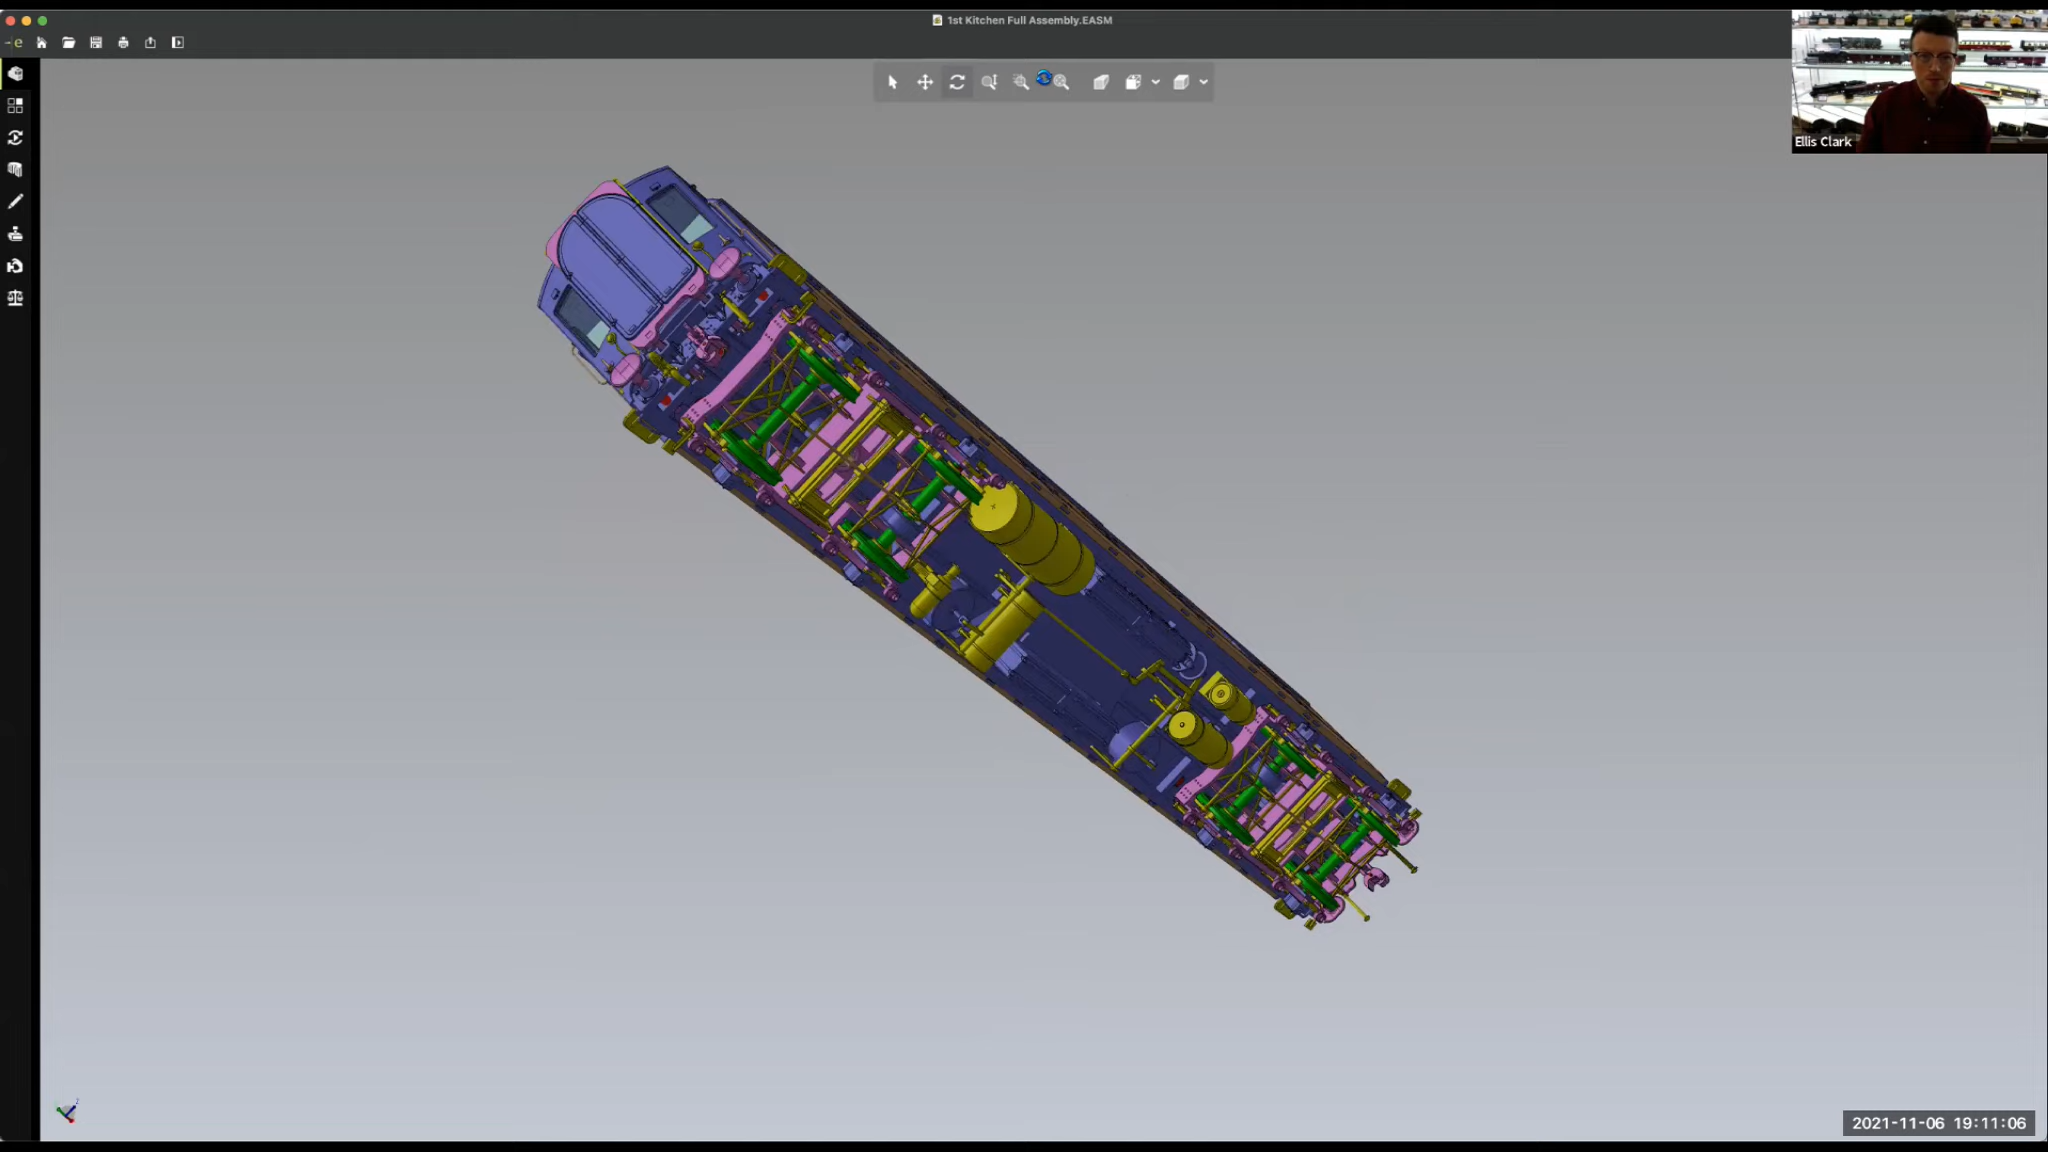 1st Kitchen Full Assembly.EASM
e
Ellis Clark
2021-11-06 19:11:06